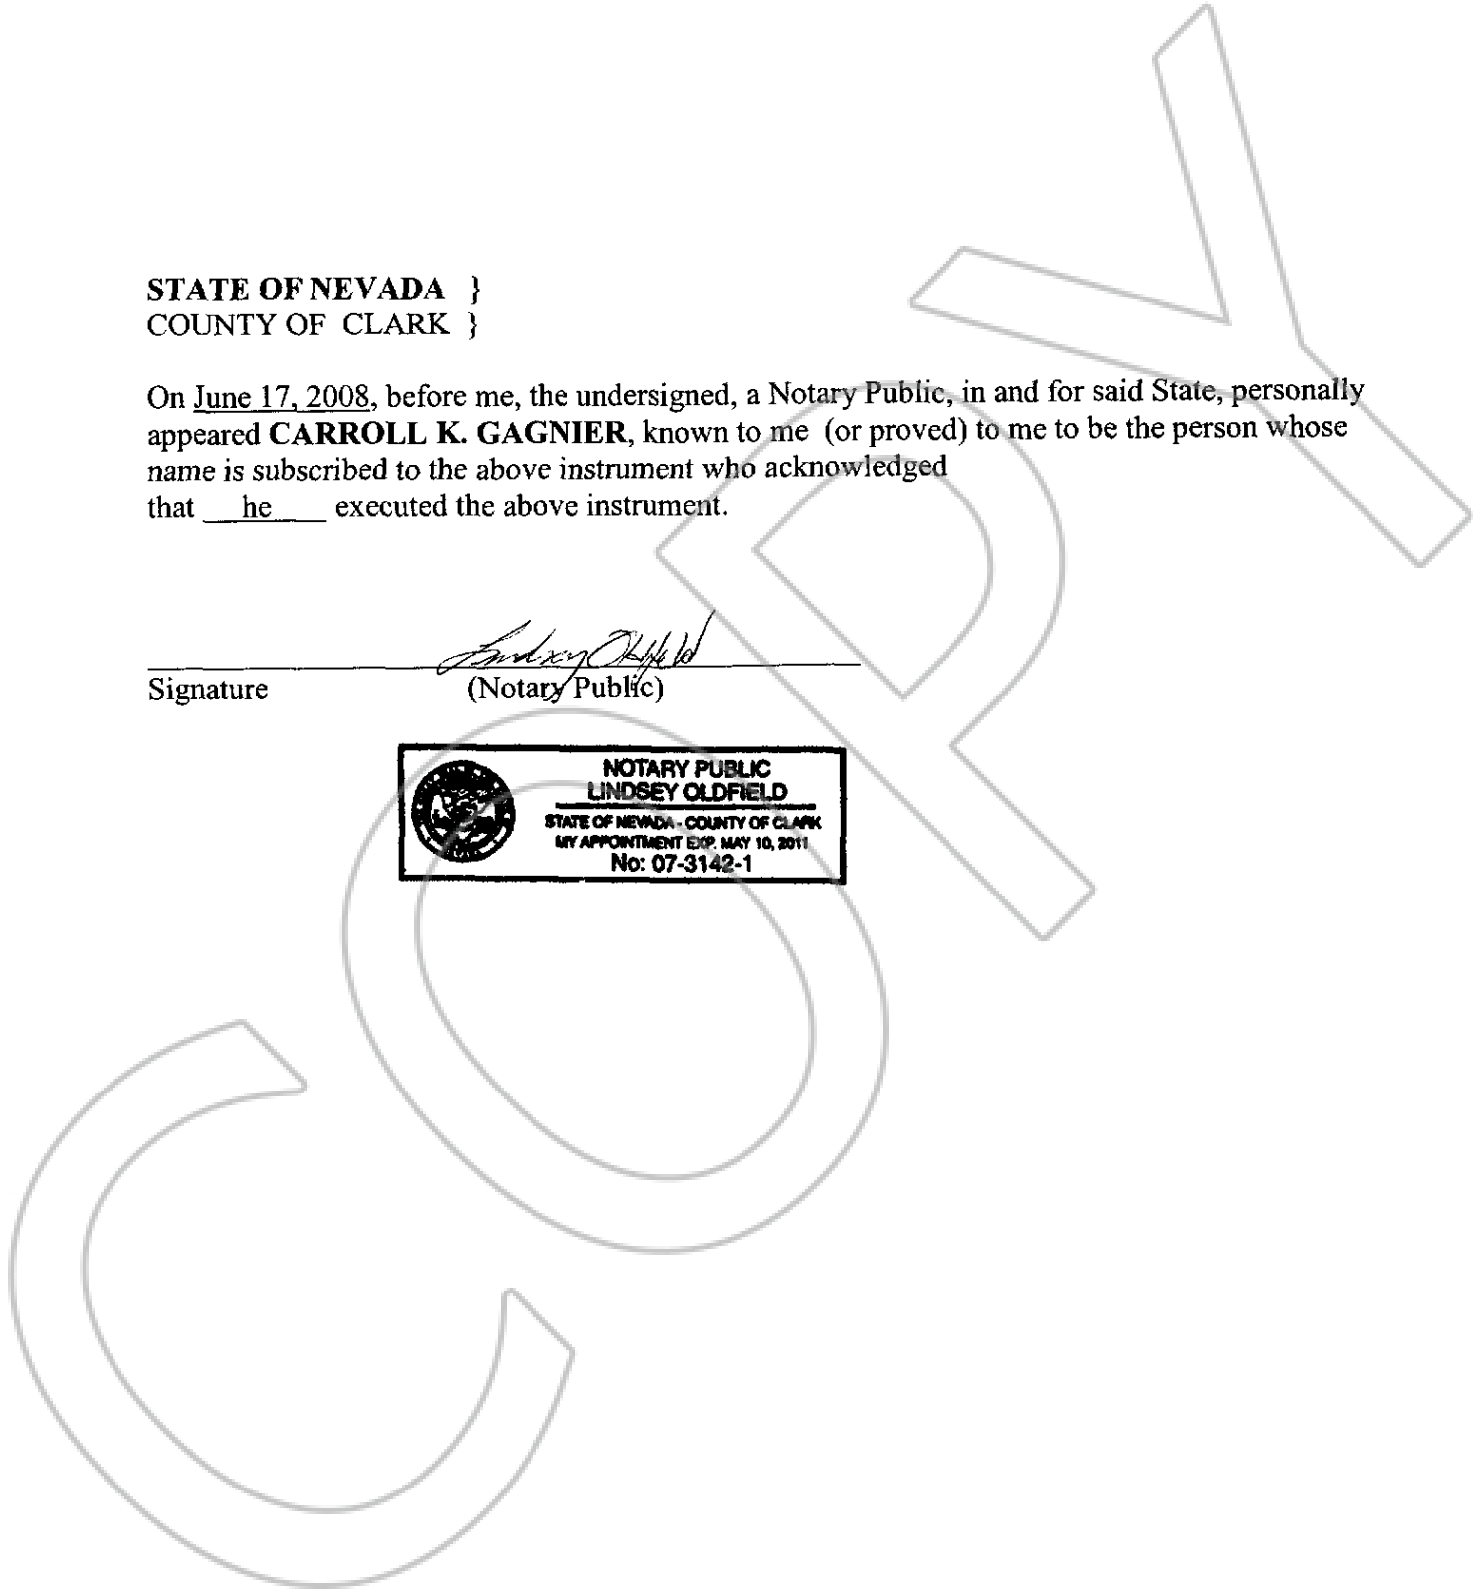 STATE OF NEVADA }
COUNTY OF CLARK }
On June 17, 2008, before me, the undersigned, a Notary Public, in and for said State, personally
appeared CARROLL K. GAGNIER, known to me (or proved) to me to be the person whose
name is subscribed to the above instrument who acknowledged
that he executed the above instrument.
Lindsey Oldfield
Signature (Notary Public)
NOTARY PUBLIC
LINDSEY OLDFIELD
STATE OF NEVADA - COUNTY OF CLARK
MY APPOINTMENT EXP. MAY 10, 2011
No: 07-3142-1
COPY